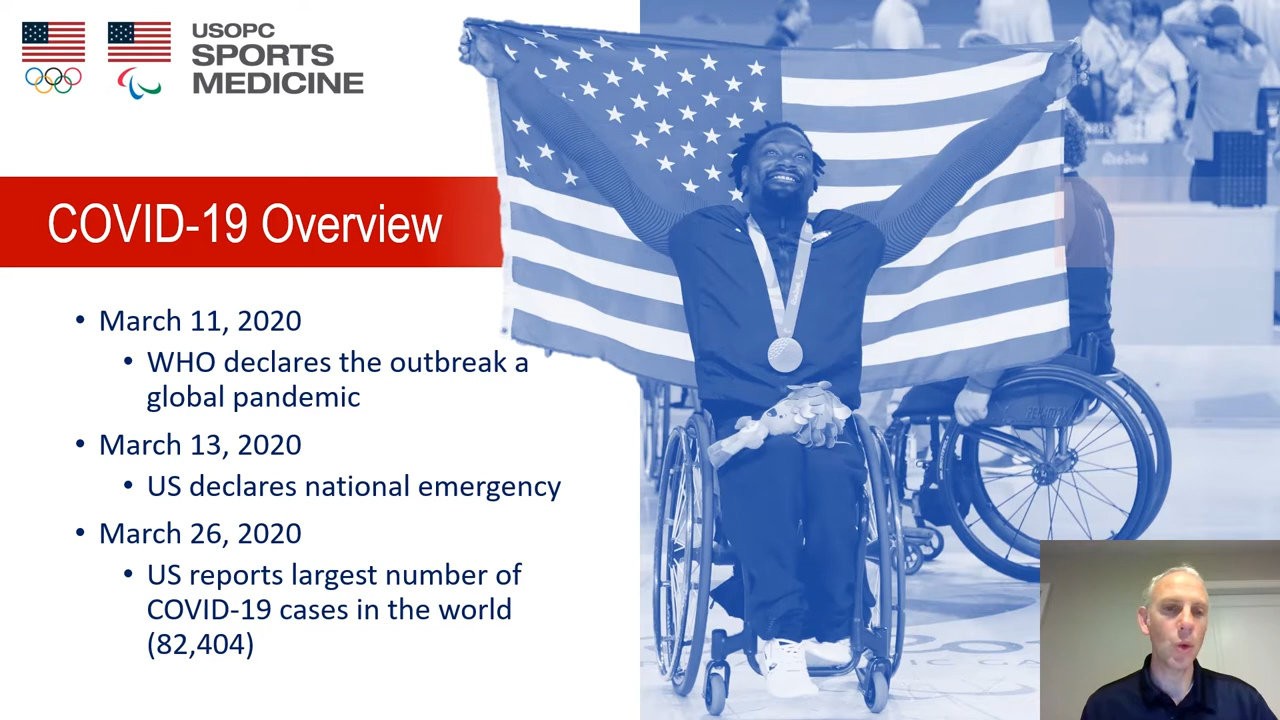 USOPC
SPORTS
MEDICINE
COVID-19 Overview
• March 11, 2020
• WHO declares the outbreak a
global pandemic
• March 13, 2020
• US declares national emergency
• March 26, 2020
• US reports largest number of
COVID-19 cases in the world
(82,404)